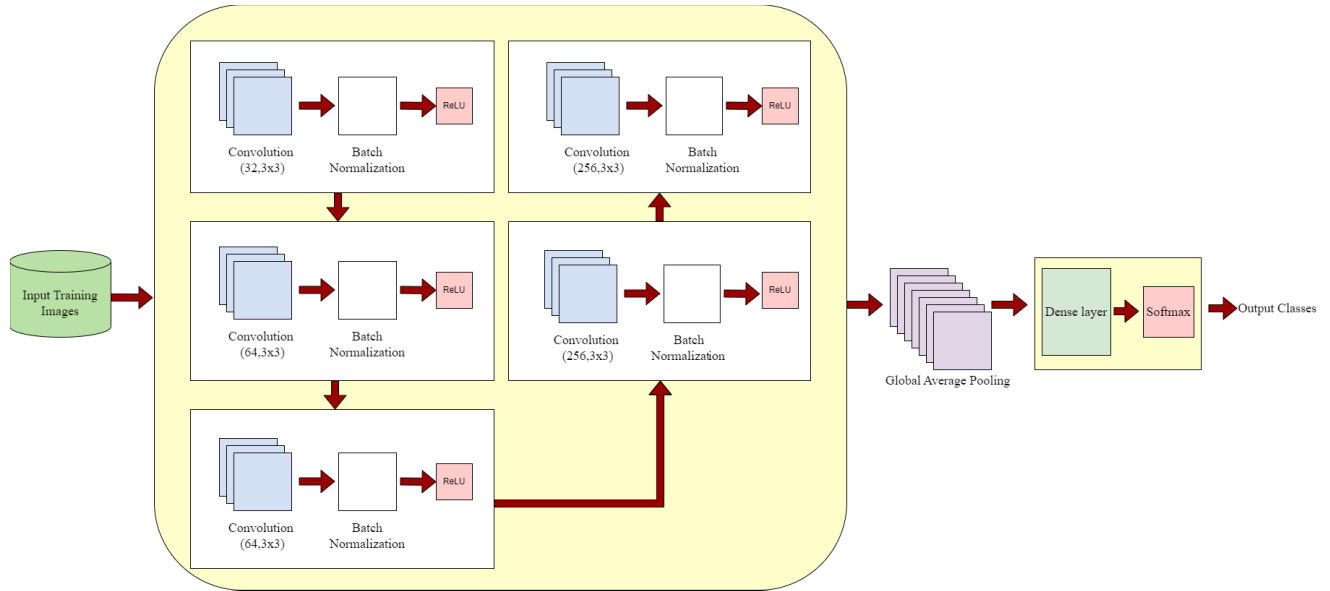 Input Training
Images
ReLU
Convolution
(32,3x3)
Batch
Normalization
ReLU
Convolution
(64,3x3)
Batch
Normalization
ReLU
Convolution
(64,3x3)
Batch
Normalization
ReLU
Convolution
(256,3x3)
Batch
Normalization
ReLU
Convolution
(256,3x3)
Batch
Normalization
Global Average Pooling
Dense layer
Softmax
Output Classes